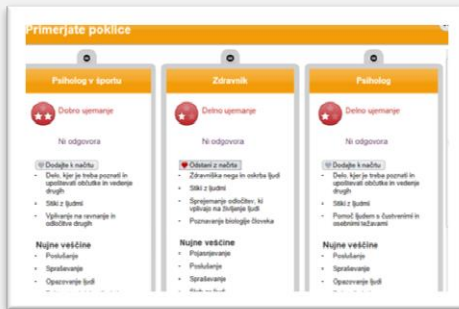 Primerjate poklice
Psiholog v športu
Dobro ujemanje
Ni odgovora
Dodajte k načrtu
- Delo, kjer je treba poznati in
upoštevati občutke in vedenje
drugih
- Stiki z ljudmi
- Vplivanje na ravnanje in
odločitve drugih
Nujne veščine
- Poslušanje
- Spraševanje
- Opazovanje ljudi
Zdravnik
Delno ujemanje
Ni odgovora
Odstani z načrta
- Zdravniška nega in oskrba ljudi
- Stiki z ljudmi
- Sprejemanje odločitev, ki
vplivajo na življenja ljudi
- Poznavanje biologije človeka
Nujne veščine
- Pojasnjevanje
- Poslušanje
- Spraševanje
Psiholog
Delno ujemanje
Ni odgovora
Dodajte k načrtu
- Delo, kjer je treba poznati in
upoštevati občutke in vedenje
drugih
- Stiki z ljudmi
- Pomoč ljudem s čustvenimi in
osebnimi težavami
Nujne veščine
- Poslušanje
- Spraševanje
- Opazovanje ljudi